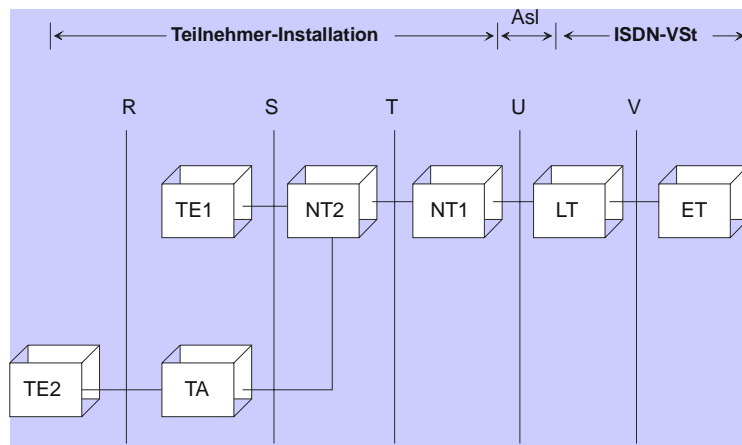 Asl
Teilnehmer-Installation ISDN-VSt
R S T U V
TE1 NT2 NT1 LT ET
TE2 TA